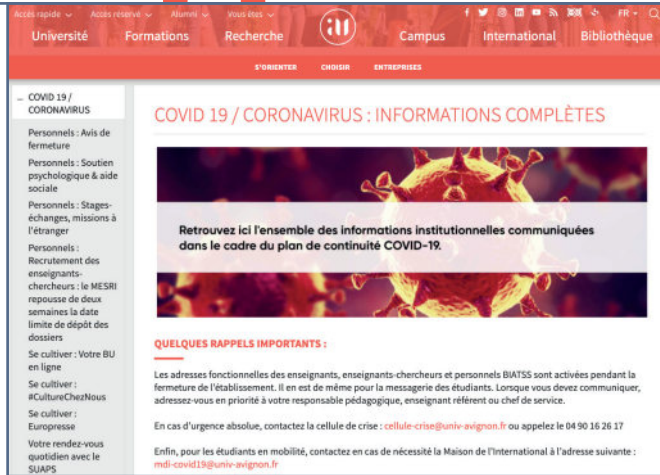 Accès rapide Accès réservé Alumni Vous êtes FR
Université Formations Recherche au Campus International Bibliothèque
S'ORIENTER CHOISIR ENTREPRISES
– COVID 19 /
CORONAVIRUS
Personnels : Avis de
fermeture
Personnels : Soutien
psychologique & aide
sociale
Personnels : Stages-
échanges, missions à
l'étranger
Personnels :
Recrutement des
enseignants-
chercheurs : le MESRI
repousse de deux
semaines la date
limite de dépôt des
dossiers
Se cultiver : Votre BU
en ligne
Se cultiver :
#CultureChezNous
Se cultiver :
Europresse
Votre rendez-vous
quotidien avec le
SUAPS
COVID 19 / CORONAVIRUS : INFORMATIONS COMPLÈTES
Retrouvez ici l'ensemble des informations institutionnelles communiquées
dans le cadre du plan de continuité COVID-19.
QUELQUES RAPPELS IMPORTANTS :
Les adresses fonctionnelles des enseignants, enseignants-chercheurs et personnels BIATSS sont activées pendant la
fermeture de l'établissement. Il en est de même pour la messagerie des étudiants. Lorsque vous devez communiquer,
adressez-vous en priorité à votre responsable pédagogique, enseignant référent ou chef de service.
En cas d'urgence absolue, contactez la cellule de crise : cellule-crise@univ-avignon.fr ou appelez le 04 90 16 26 17
Enfin, pour les étudiants en mobilité, contactez en cas de nécessité la Maison de l'International à l'adresse suivante :
mdi-covid19@univ-avignon.fr